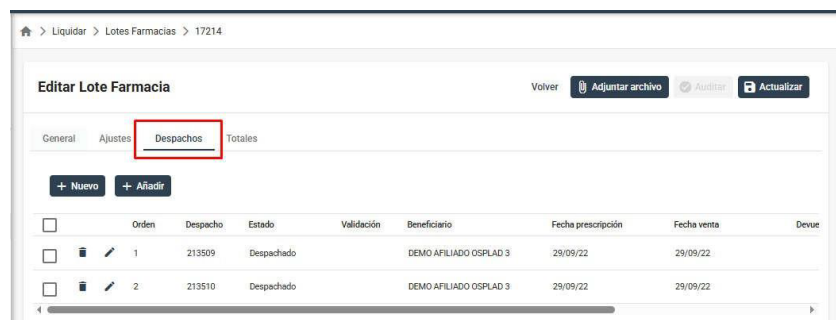 > Liquidar > Lotes Farmacias > 17214
Editar Lote Farmacia Volver Adjuntar archivo Auditar Actualizar
General Ajustes Despachos Totales
+ Nuevo + Añadir
Orden Despacho Estado Validación Beneficiario Fecha prescripción Fecha venta Devue
1 213509 Despachado DEMO AFILIADO OSPLAD 3 29/09/22 29/09/22
2 213510 Despachado DEMO AFILIADO OSPLAD 3 29/09/22 29/09/22